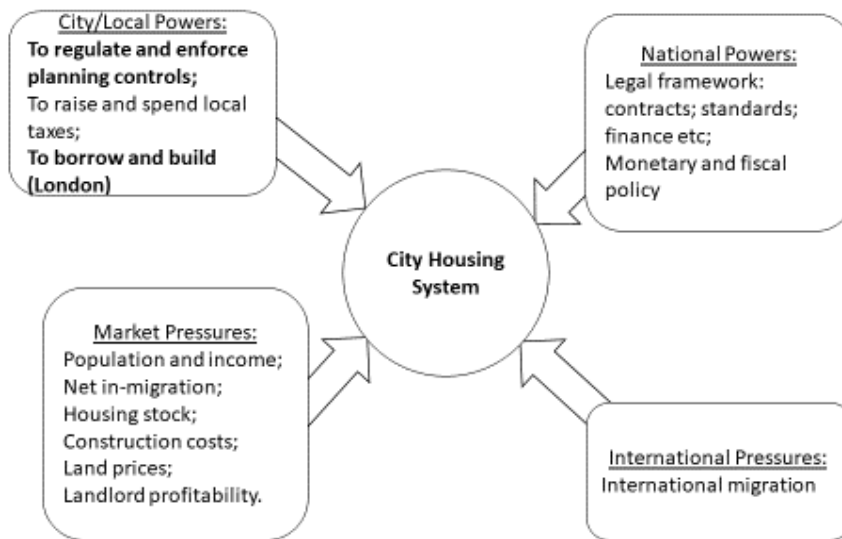 City/Local Powers:
To regulate and enforce
planning controls;
To raise and spend local
taxes;
To borrow and build
(London)
National Powers:
Legal framework:
contracts; standards;
finance etc;
Monetary and fiscal
policy
City Housing
System
Market Pressures:
Population and income;
Net in-migration;
Housing stock;
Construction costs;
Land prices;
Landlord profitability.
International Pressures:
International migration